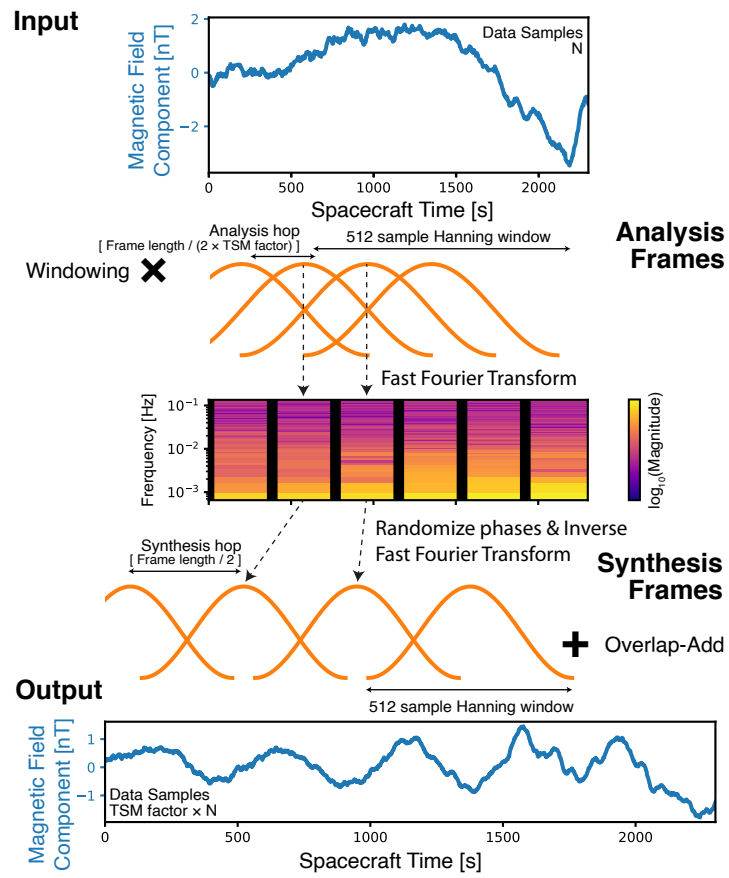 Input
Magnetic Field
Component [nT]
2
0
−2
Data Samples
N
0
500
1000
1500
2000
Spacecraft Time [s]
Analysis hop
[ Frame length / (2 × TSM factor) ]
512 sample Hanning window
Analysis
Frames
Windowing
Fast Fourier Transform
Frerquency [Hz]
10⁻¹
10⁻²
10⁻³
log₁₀(Magnitude)
Randomize phases & Inverse
Fast Fourier Transform
Synthesis hop
[ Frame length / 2 ]
Synthesis
Frames
Overlap-Add
512 sample Hanning window
Output
Magnetic Field
Component [nT]
1
0
−1
Data Samples
TSM factor × N
0
500
1000
1500
2000
Spacecraft Time [s]